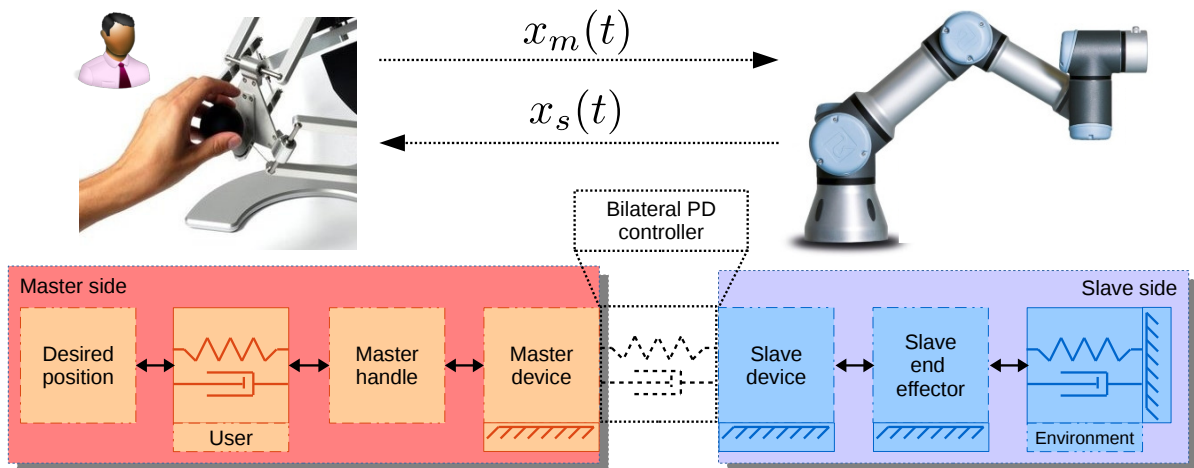 x_m(t)
x_s(t)
Bilateral PD
controller
Master side
Slave side
Desired
position
User
Master
handle
Master
device
Slave
device
Slave
end
effector
Environment